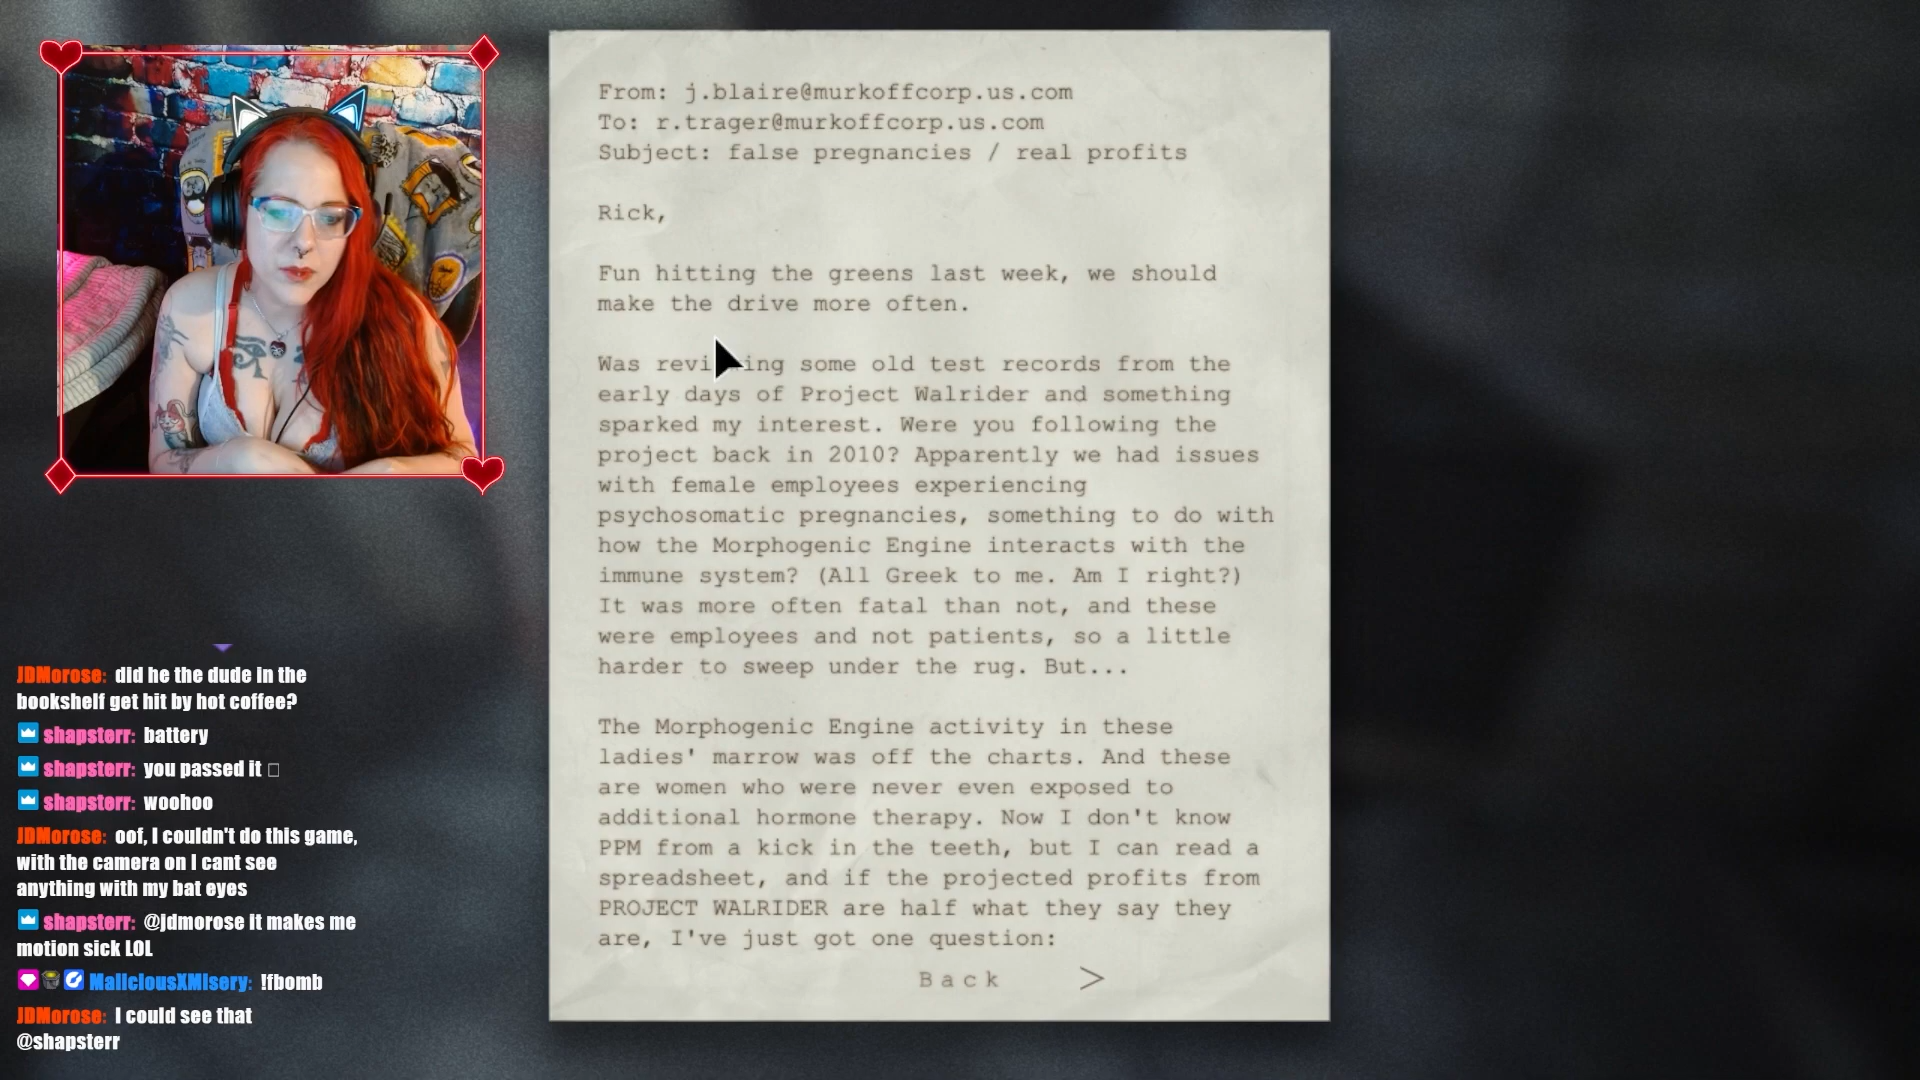 From: j.blaire@murkoffcorp.us.com
To: r.trager@murkoffcorp.us.com
Subject: false pregnancies / real profits
Rick,
Fun hitting the greens last week, we should
make the drive more often.
Was revi ing some old test records from the
early days of Project Walrider and something
sparked my interest. Were you following the
project back in 2010? Apparently we had issues
with female employees experiencing
psychosomatic pregnancies, something to do with
how the Morphogenic Engine interacts with the
immune system? (All Greek to me. Am I right?)
It was more often fatal than not, and these
were employees and not patients, so a little
harder to sweep under the rug. But...
The Morphogenic Engine activity in these
ladies' marrow was off the charts. And these
are women who were never even exposed to
additional hormone therapy. Now I don't know
PPM from a kick in the teeth, but I can read a
spreadsheet, and if the projected profits from
PROJECT WALRIDER are half what they say they
are, I've just got one question:
Back >
JDMorose: did he the dude in the
bookshelf get hit by hot coffee?
shapsterr: battery
shapsterr: you passed it
shapsterr: woohoo
JDMorose: oof, I couldn't do this game,
with the camera on I cant see
anything with my bat eyes
shapsterr: @jdmorose it makes me
motion sick LOL
MaliciousXMisery: !fbomb
JDMorose: I could see that
@shapsterr